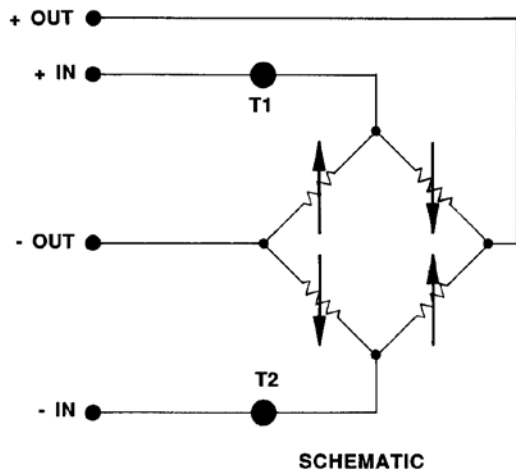 + OUT
+ IN
T1
- OUT
T2
- IN
SCHEMATIC